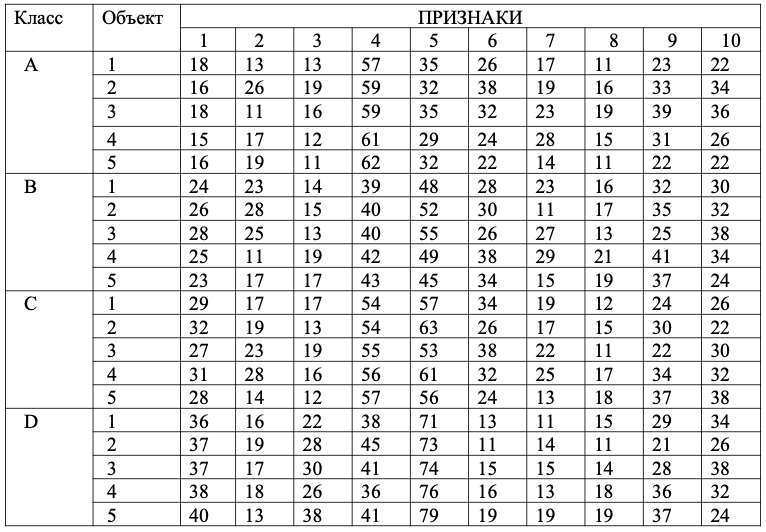 Класс Объект ПРИЗНАКИ
1 2 3 4 5 6 7 8 9 10
A 1 18 13 13 57 35 26 17 11 23 22
2 16 26 19 59 32 38 19 16 33 34
3 18 11 16 59 35 32 23 19 39 36
4 15 17 12 61 29 24 28 15 31 26
5 16 19 11 62 32 22 14 11 22 22
B 1 24 23 14 39 48 28 23 16 32 30
2 26 28 15 40 52 30 11 17 35 32
3 28 25 13 40 55 26 27 13 25 38
4 25 11 19 42 49 38 29 21 41 34
5 23 17 17 43 45 34 15 19 37 24
C 1 29 17 17 54 57 34 19 12 24 26
2 32 19 13 54 63 26 17 15 30 22
3 27 23 19 55 53 38 22 11 22 30
4 31 28 16 56 61 32 25 17 34 32
5 28 14 12 57 56 24 13 18 37 38
D 1 36 16 22 38 71 13 11 15 29 34
2 37 19 28 45 73 11 14 11 21 26
3 37 17 30 41 74 15 15 14 28 38
4 38 18 26 36 76 16 13 18 36 32
5 40 13 38 41 79 19 19 19 37 24